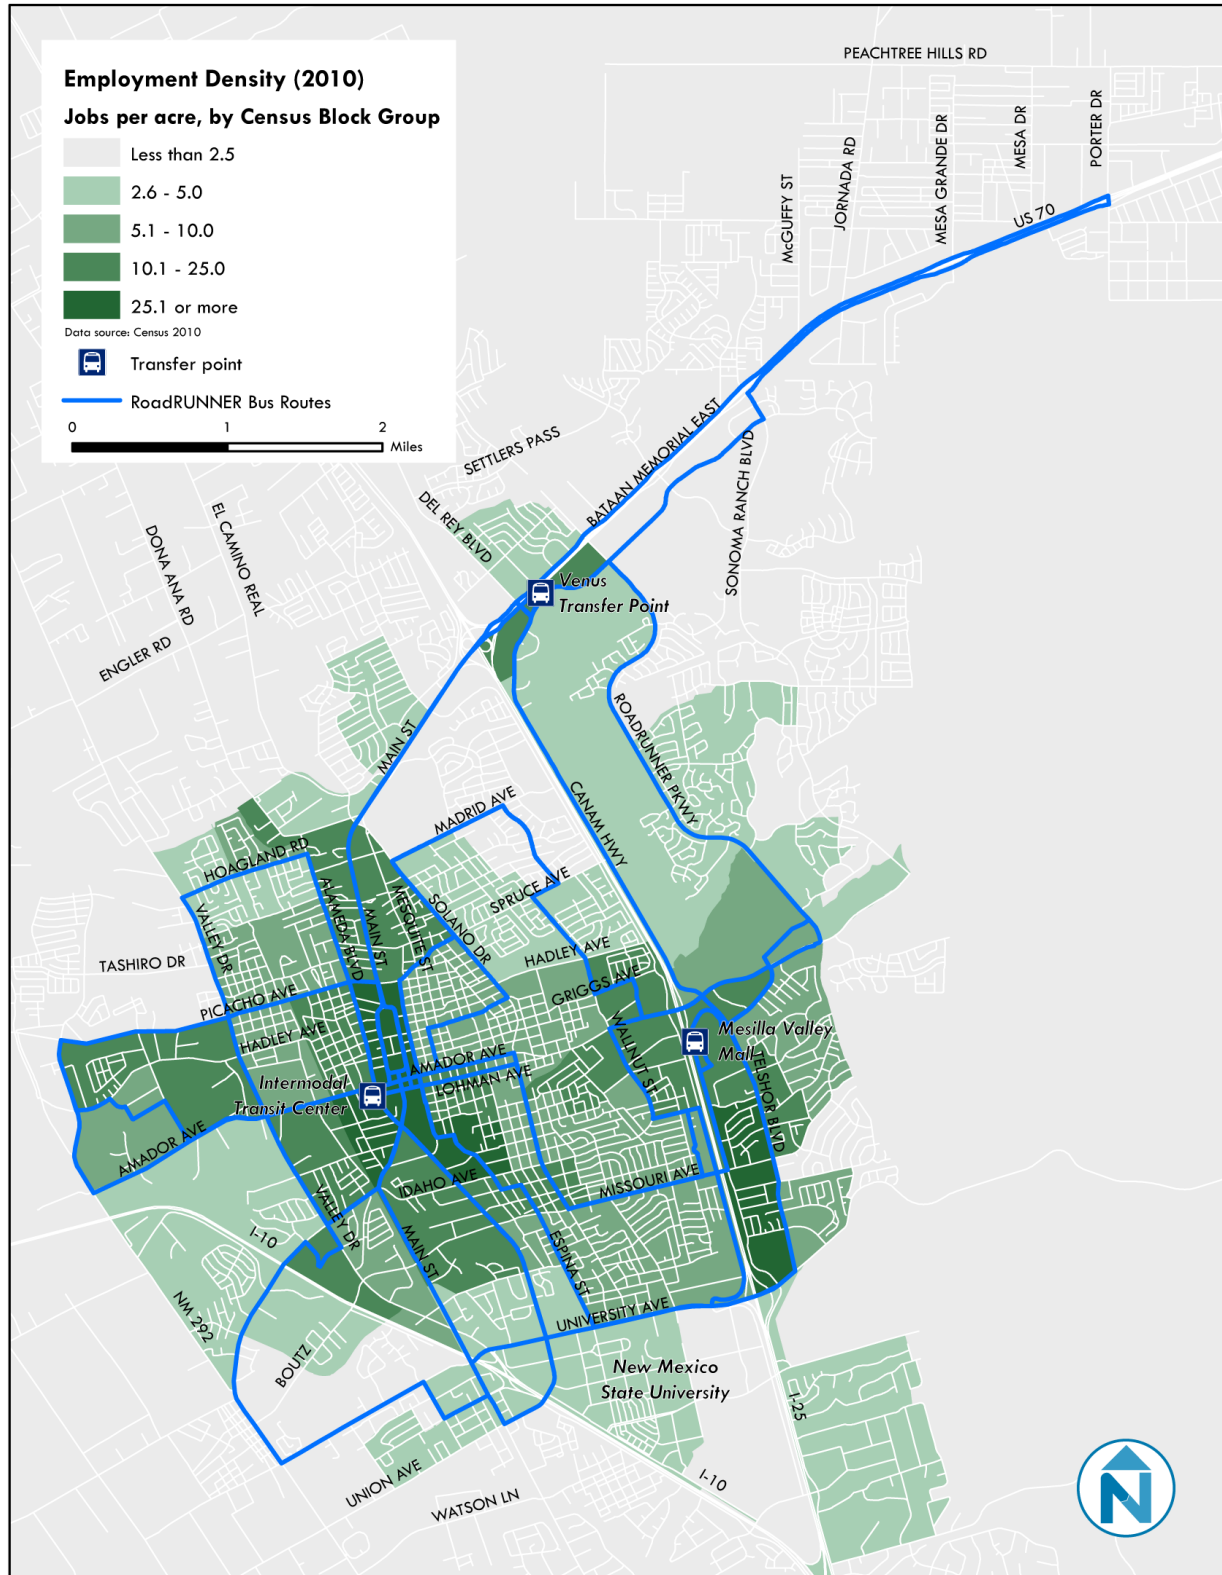 Employment Density (2010)
Jobs per acre, by Census Block Group
Less than 2.5
2.6 - 5.0
5.1 - 10.0
10.1 - 25.0
25.1 or more
Data source: Census 2010
Transfer point
RoadRUNNER Bus Routes
0 1 2
Miles
PEACHTREE HILLS RD
PORTER DR
MESA DR
MESA GRANDE DR
JORNADA RD
McGUFFY ST
US 70
BATAAN MEMORIAL EAST
SETTLERS PASS
SONOMA RANCH BLVD
DEL REY BLVD
EL CAMINO REAL
DONA ANA RD
ENGLER RD
Venus
Transfer Point
ROADRUNNER PKWY
MAIN ST
CANAM HWY
MADRID AVE
HOAGLAND RD
SPRUCE AVE
ALAMEDA BLVD
MAIN ST
MESQUITE ST
SOLANO DR
VALLEY DR
HADLEY AVE
TASHIRO DR
GRIGGS AVE
PICACHO AVE
HADLEY AVE
WALNUT ST
Mesilla Valley
Mall
TELSHOR BLVD
AMADOR AVE
LOHMAN AVE
Intermodal
Transit Center
AMADOR AVE
IDAHO AVE
MISSOURI AVE
VALLEY DR
MAIN ST
ESPINA ST
I-10
NM 292
UNIVERSITY AVE
BOUTZ
New Mexico
State University
I-25
UNION AVE
WATSON LN
I-10
N